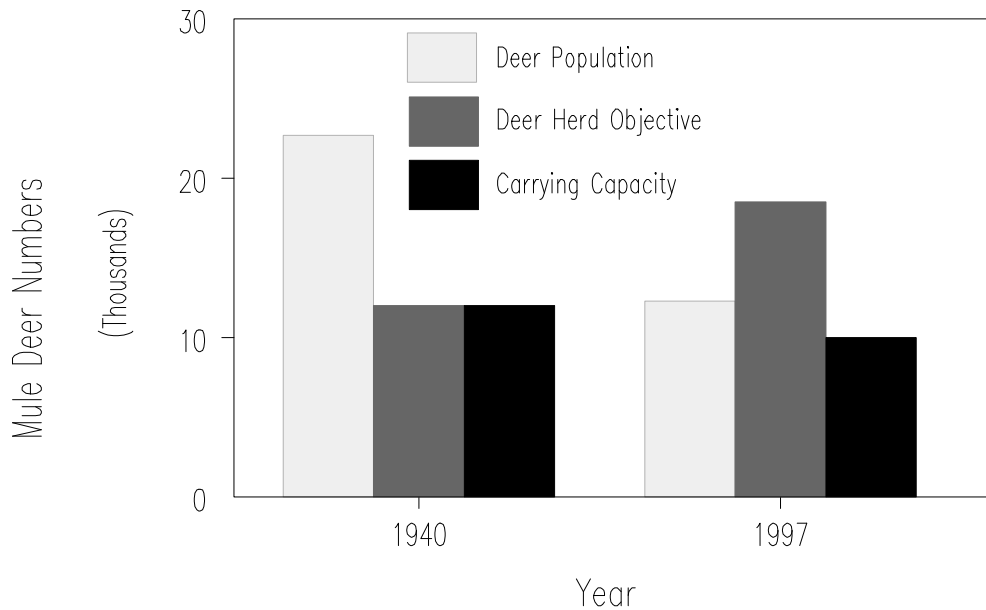 30
Deer Population
Deer Herd Objective
20
Carrying Capacity
Mule Deer Numbers
(Thousands)
10
0
1940
1997
Year